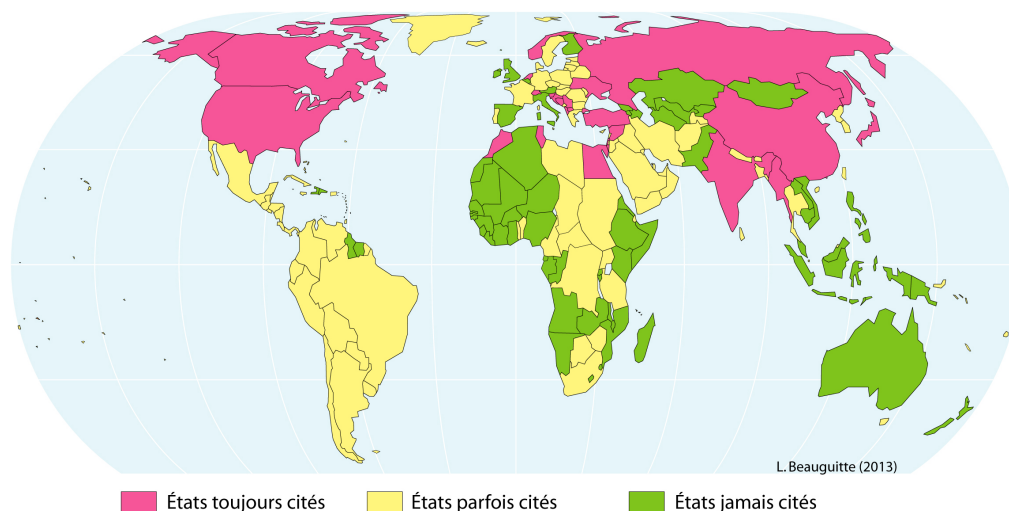 L. Beauguitte (2013)
États toujours cités
États parfois cités
États jamais cités